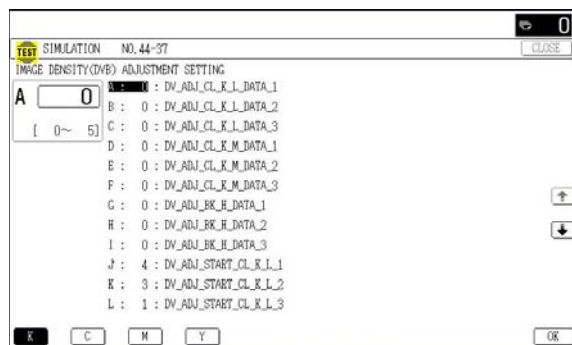 0
TEST SIMULATION NO.44-37 CLOSE
IMAGE DENSITY(DVB) ADJUSTMENT SETTING
A 0
[ 0~ 5]
A : 0 : DV_ADJ_CL_K_L_DATA_1
B : 0 : DV_ADJ_CL_K_L_DATA_2
C : 0 : DV_ADJ_CL_K_L_DATA_3
D : 0 : DV_ADJ_CL_K_M_DATA_1
E : 0 : DV_ADJ_CL_K_M_DATA_2
F : 0 : DV_ADJ_CL_K_M_DATA_3
G : 0 : DV_ADJ_BK_H_DATA_1
H : 0 : DV_ADJ_BK_H_DATA_2
I : 0 : DV_ADJ_BK_H_DATA_3
J : 4 : DV_ADJ_START_CL_K_L_1
K : 3 : DV_ADJ_START_CL_K_L_2
L : 1 : DV_ADJ_START_CL_K_L_3
K C M Y OK